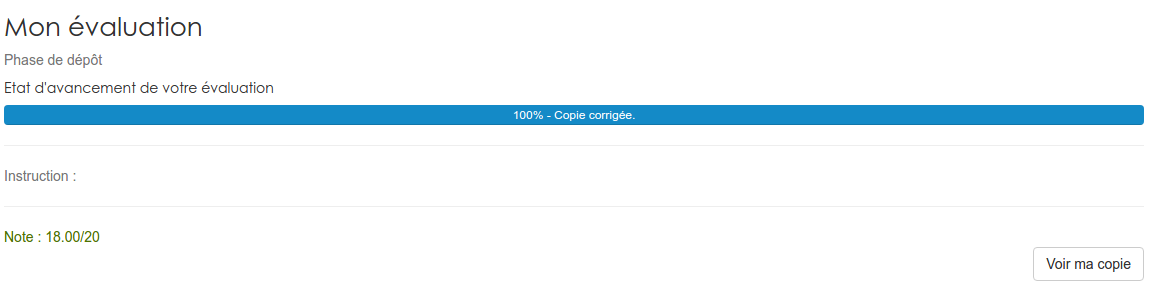 Mon évaluation
Phase de dépôt
Etat d'avancement de votre évaluation
100% - Copie corrigée.
Instruction :
Note : 18.00/20
Voir ma copie